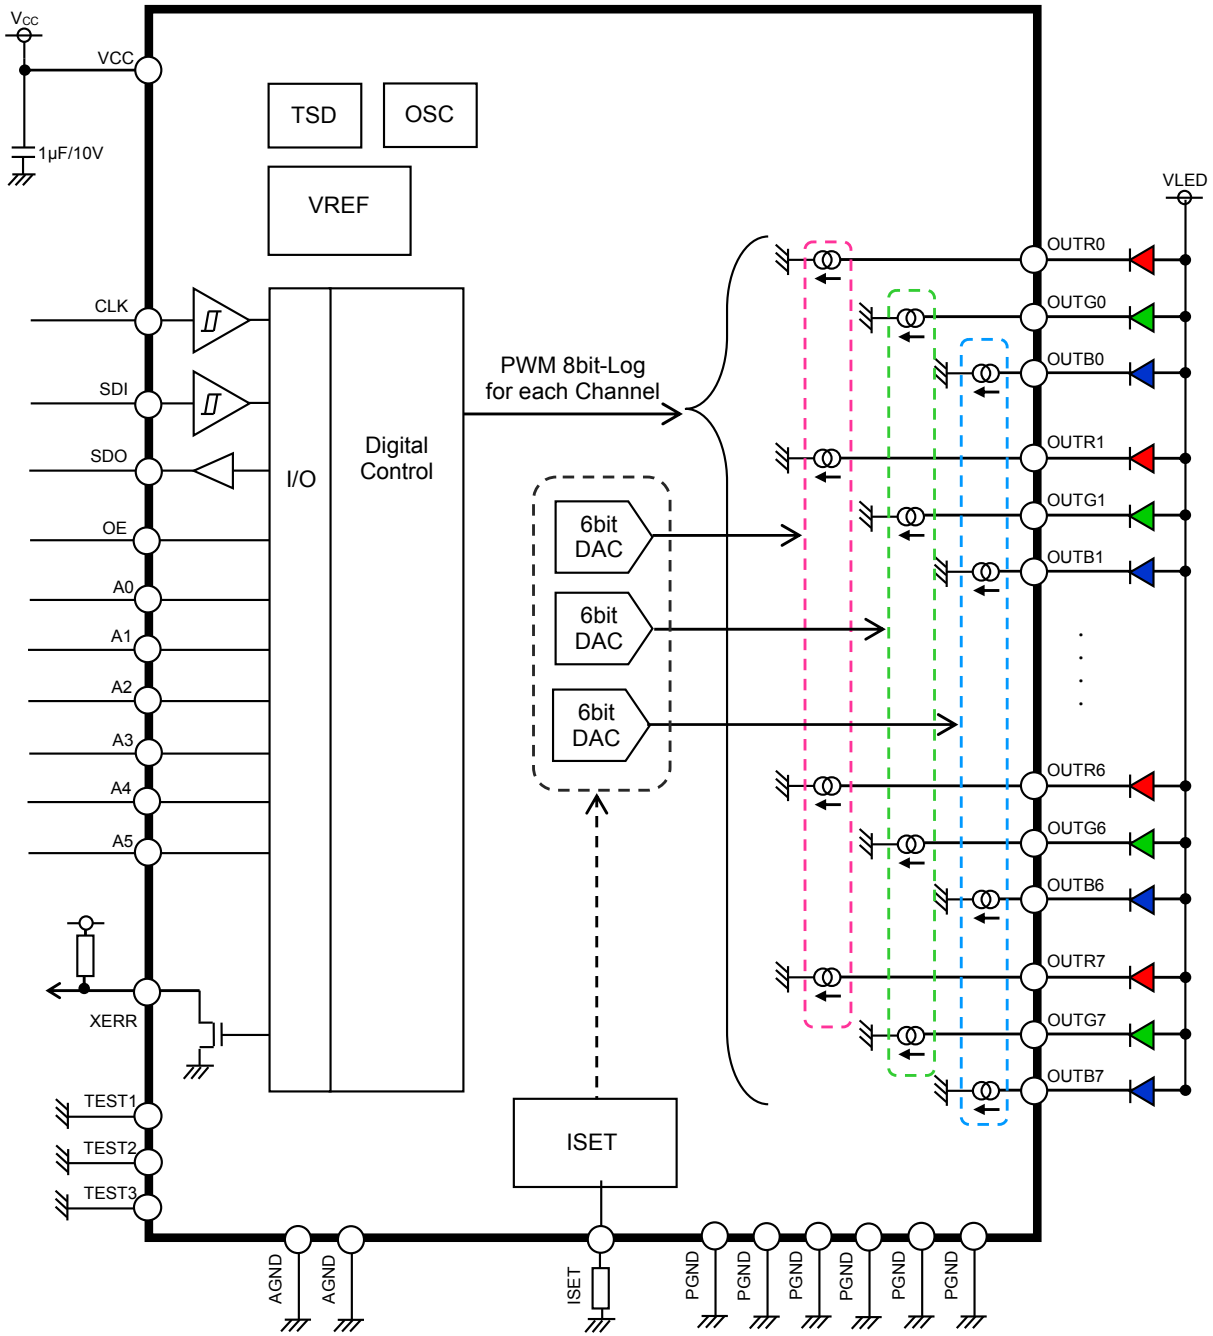 VCC
VCC
1µF/10V
TSD
OSC
VREF
VLED
CLK
SDI
SDO
OE
A0
A1
A2
A3
A4
A5
XERR
TEST1
TEST2
TEST3
I/O
Digital
Control
PWM 8bit-Log
for each Channel
6bit
DAC
6bit
DAC
6bit
DAC
ISET
OUTR0
OUTG0
OUTB0
OUTR1
OUTG1
OUTB1
OUTR6
OUTG6
OUTB6
OUTR7
OUTG7
OUTB7
AGND
AGND
ISET
PGND
PGND
PGND
PGND
PGND
PGND